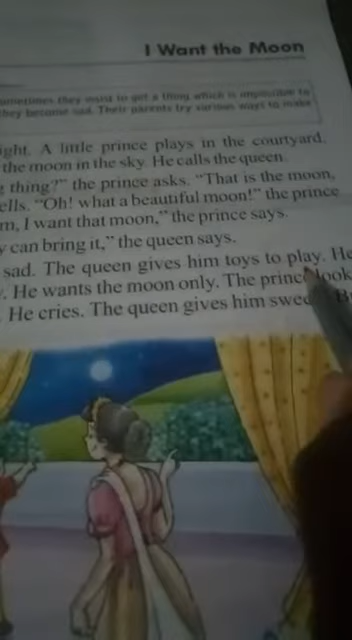 I Want the Moon
sometimes they want to get a thing which is impossible to
they become sad. Their parents try various ways to make
ight. A little prince plays in the courtyard.
the moon in the sky. He calls the queen.
g thing?" the prince asks. "That is the moon,
ells. "Oh! what a beautiful moon!" the prince
m, I want that moon," the prince says.
y can bring it," the queen says.
sad. The queen gives him toys to play. He
. He wants the moon only. The prince look
. He cries. The queen gives him swe